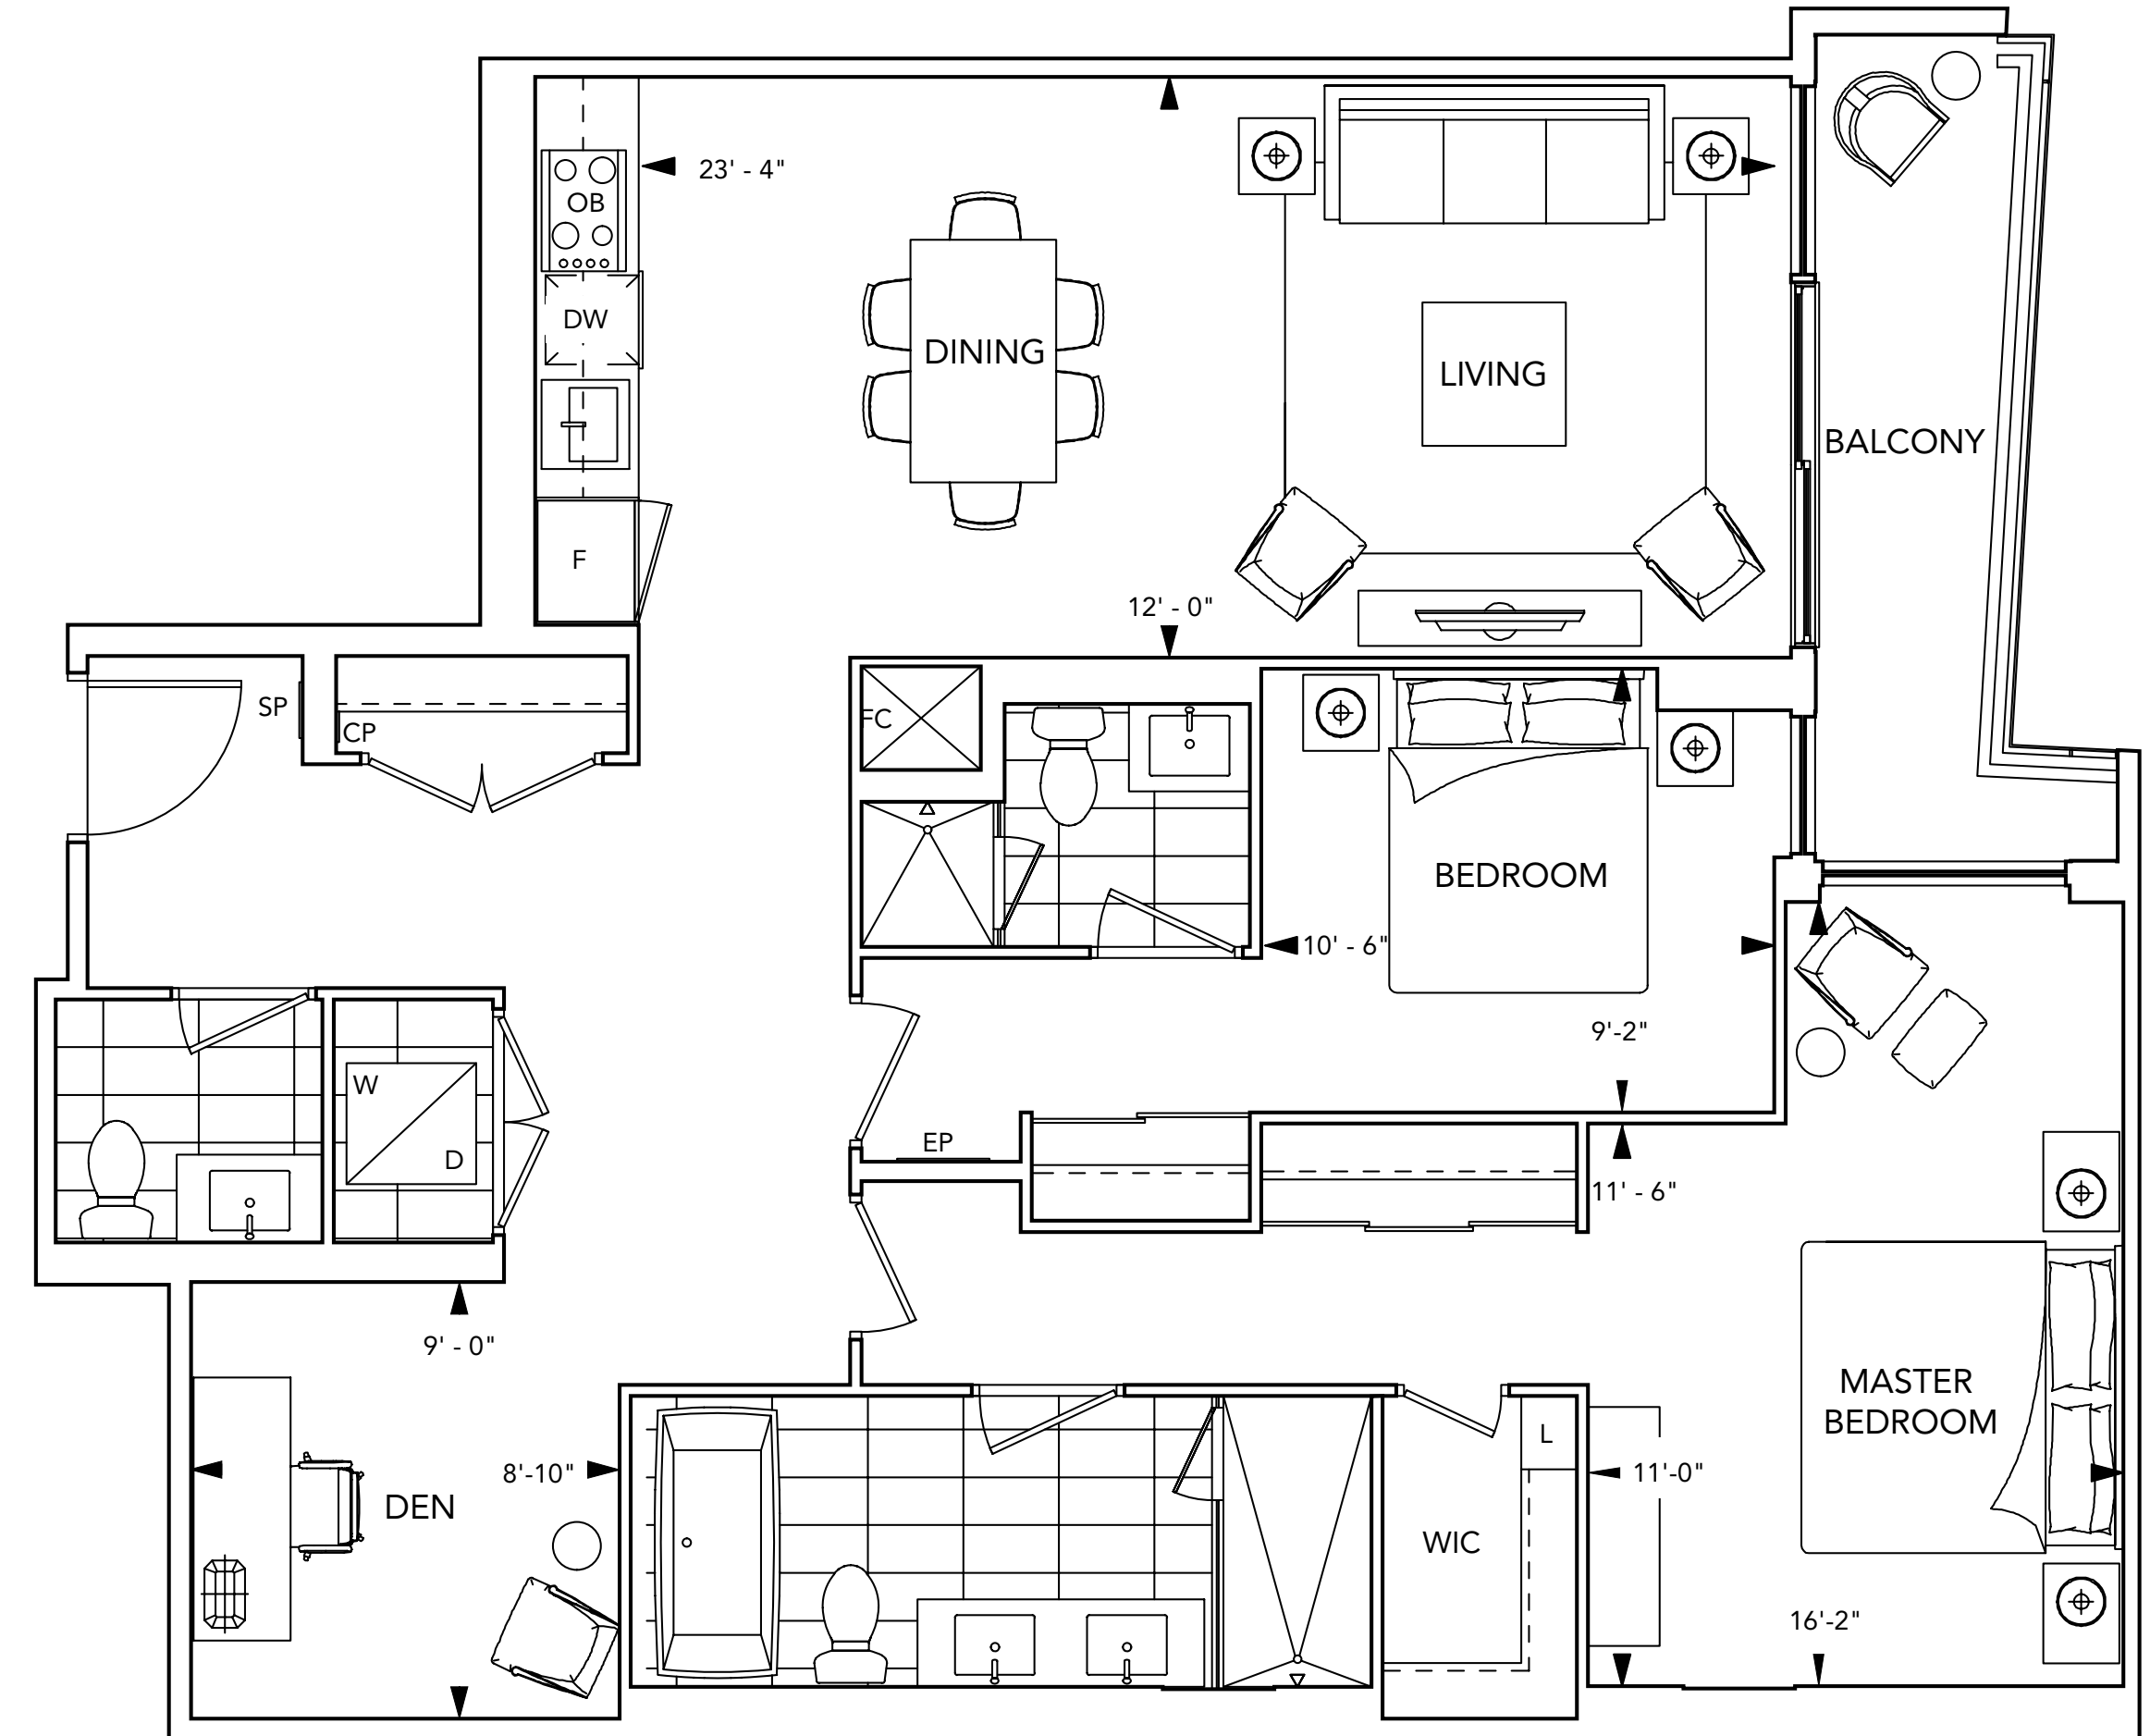 23' - 4"
OB
DW
DINING
LIVING
BALCONY
F
12' - 0"
SP
CP
FC
BEDROOM
10' - 6"
9'-2"
W
D
EP
11' - 6"
9' - 0"
MASTER
BEDROOM
L
8'-10"
11'-0"
DEN
WIC
16'-2"